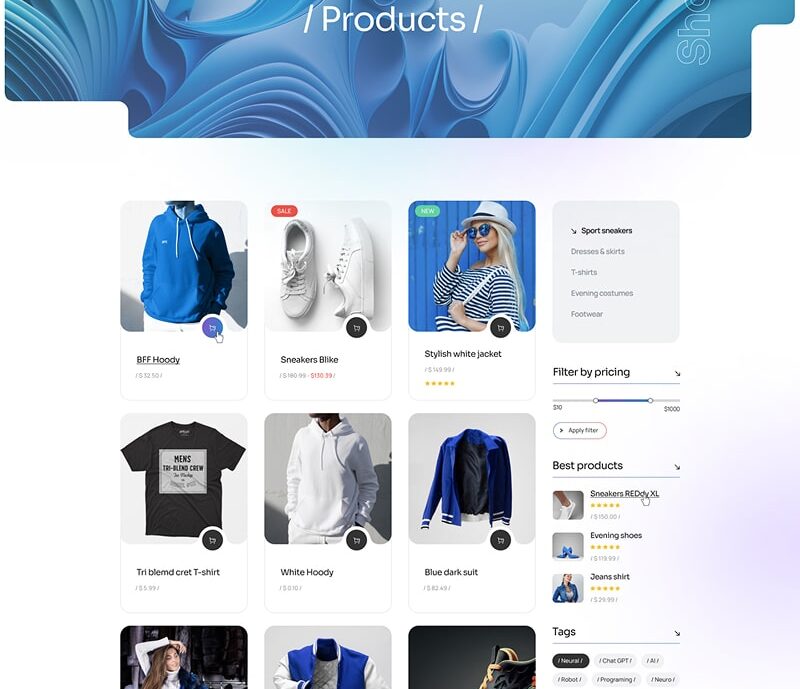 / Products /
Sho
SALE
NEW
BFF
BFF Hoody
/ $ 32.50 /
Sneakers Blike
/ $ 180.99 - $130.39 /
Stylish white jacket
/ $ 149.99 /
MENS
TRI-BLEND CREW
Tri blemd cret T-shirt
/ $ 5.99 /
White Hoody
/ $ 0.10 /
Blue dark suit
/ $ 82.49 /
Sport sneakers
Dresses & skirts
T-shirts
Evening costumes
Footwear
Filter by pricing
$10
$1000
Apply filter
Best products
Sneakers REDdy XL
/ $ 150.00 /
Evening shoes
/ $ 119.99 /
Jeans shirt
/ $ 29.99 /
Tags
/ Neural /
/ Chat GPT /
/ AI /
/ Robot /
/ Programing /
/ Neuro /